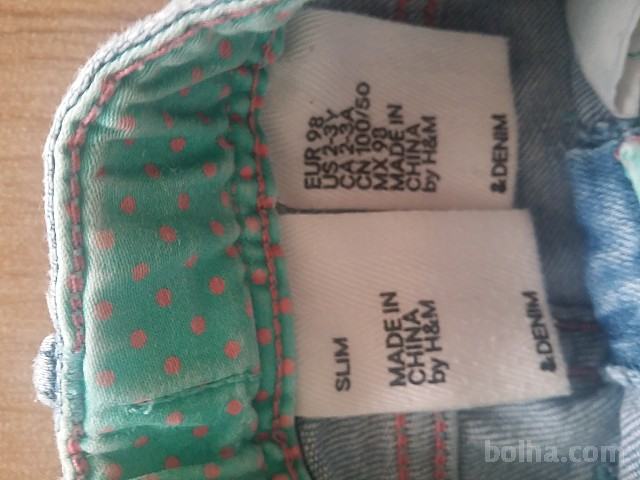 EUR 98
US 2-3Y
CA 2-3A
CN 100/50
MX 98
MADE IN
CHINA
by H&M
& DENIM
SLIM
MADE IN
CHINA
by H&M
& DENIM
bolha.com